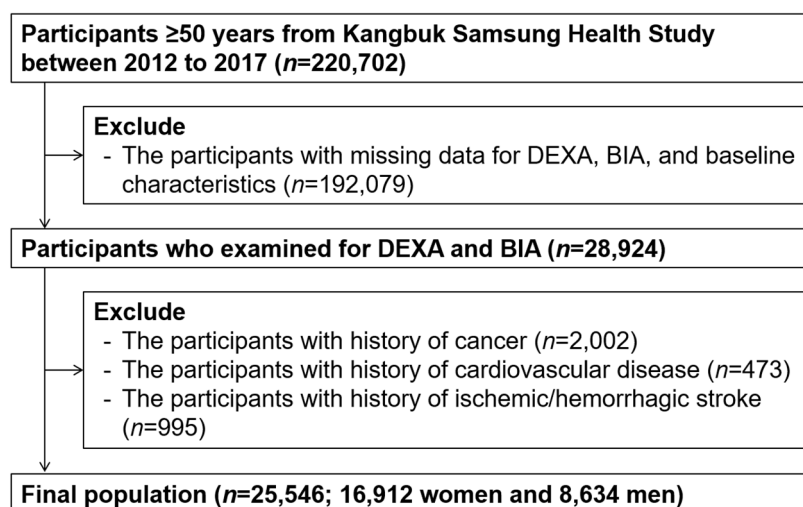 Participants ≥50 years from Kangbuk Samsung Health Study
between 2012 to 2017 (n=220,702)
Exclude
- The participants with missing data for DEXA, BIA, and baseline
characteristics (n=192,079)
Participants who examined for DEXA and BIA (n=28,924)
Exclude
- The participants with history of cancer (n=2,002)
- The participants with history of cardiovascular disease (n=473)
- The participants with history of ischemic/hemorrhagic stroke
(n=995)
Final population (n=25,546; 16,912 women and 8,634 men)